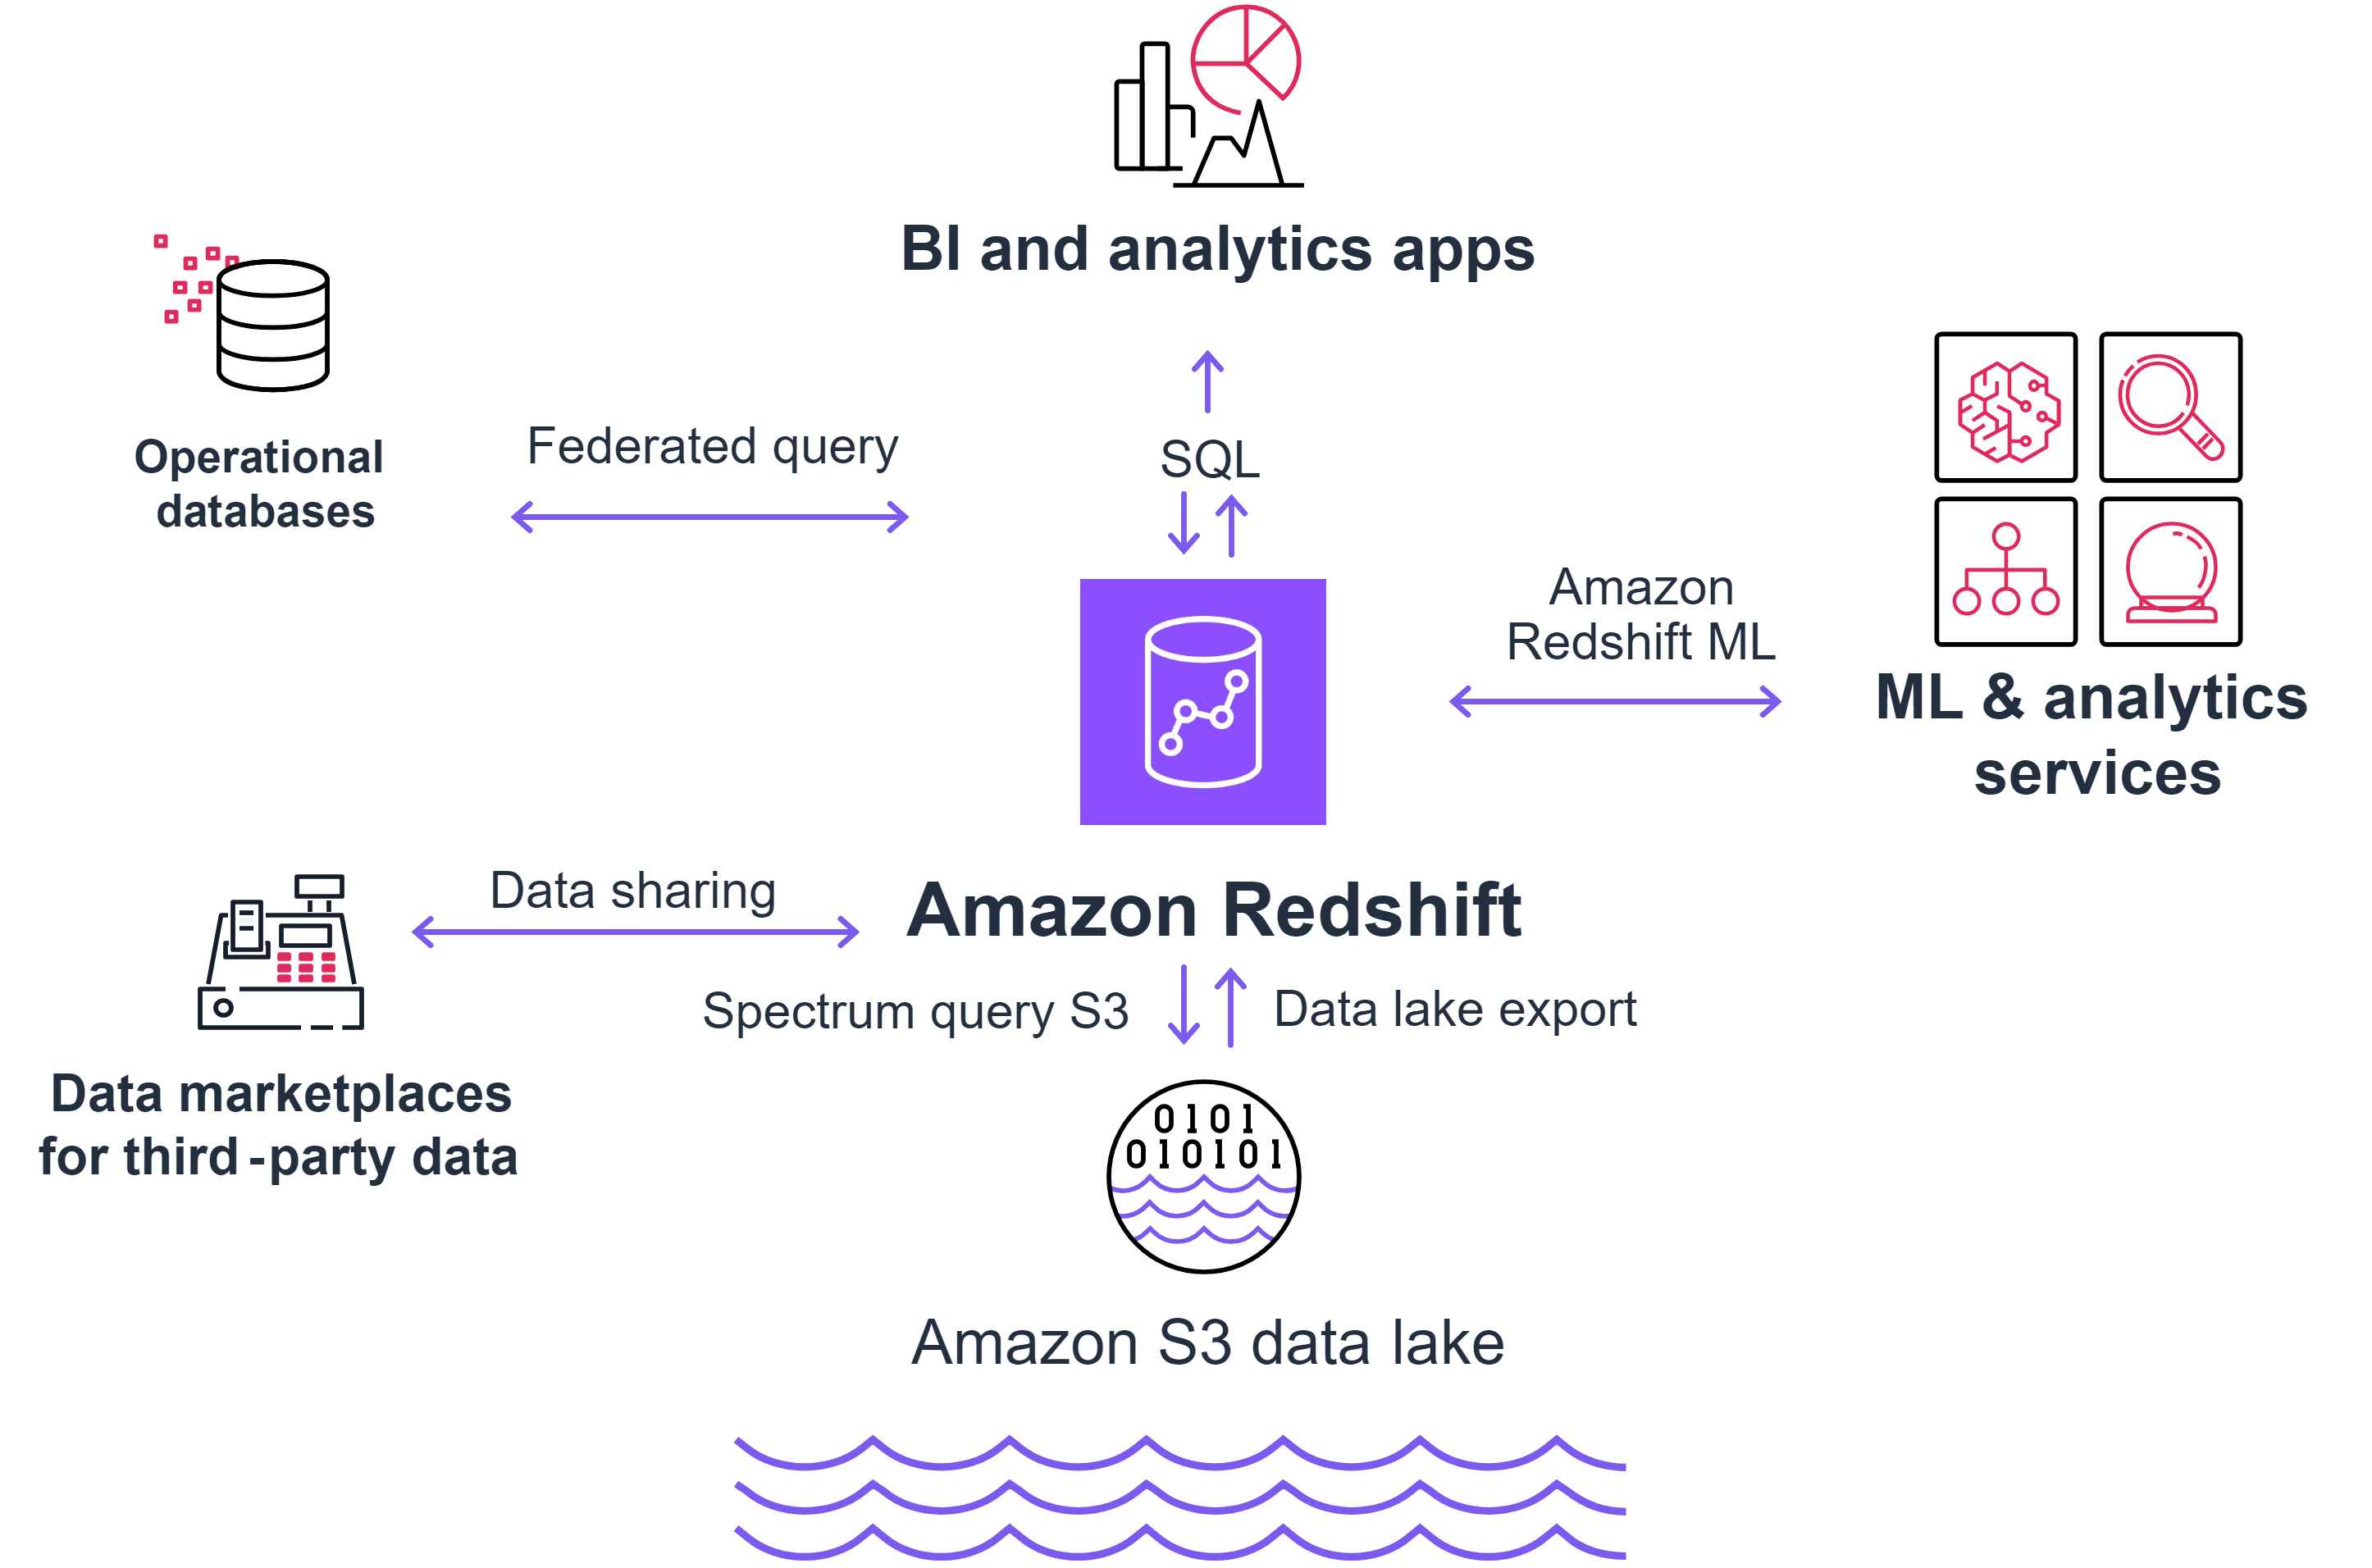 BI and analytics apps
Operational
databases
Federated query
SQL
Amazon
Redshift ML
ML & analytics
services
Data sharing
Amazon Redshift
Spectrum query S3
Data lake export
Data marketplaces
for third-party data
0101
010101
Amazon S3 data lake